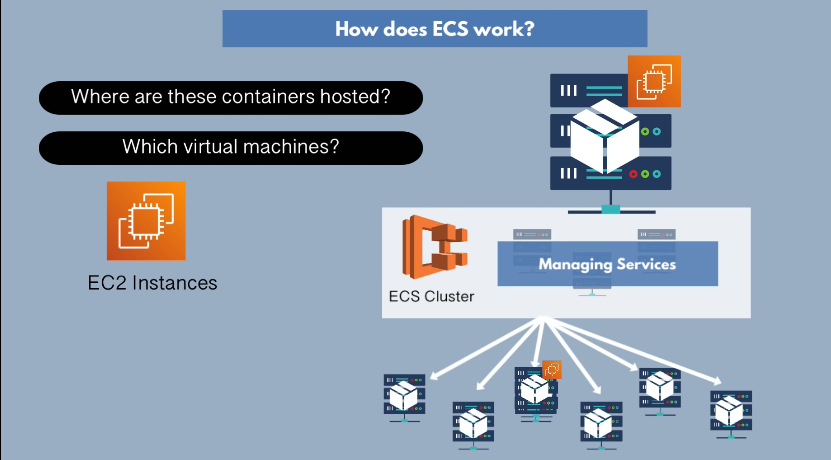 How does ECS work?
Where are these containers hosted?
Which virtual machines?
EC2 Instances
ECS Cluster
Managing Services